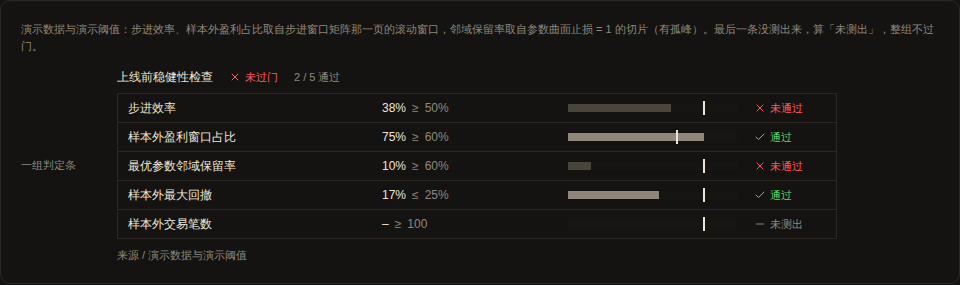 演示数据与演示阈值：步进效率、样本外盈利占比取自步进窗口矩阵那一页的滚动窗口，邻域保留率取自参数曲面止损 = 1 的切片（有孤峰）。最后一条没测出来，算「未测出」，整组不过
门。
上线前稳健性检查 × 未过门 2 / 5 通过
步进效率 38% ≥ 50% × 未通过
样本外盈利窗口占比 75% ≥ 60% ✓ 通过
一组判定条
最优参数邻域保留率 10% ≥ 60% × 未通过
样本外最大回撤 17% ≤ 25% ✓ 通过
样本外交易笔数 – ≥ 100 — 未测出
来源 / 演示数据与演示阈值